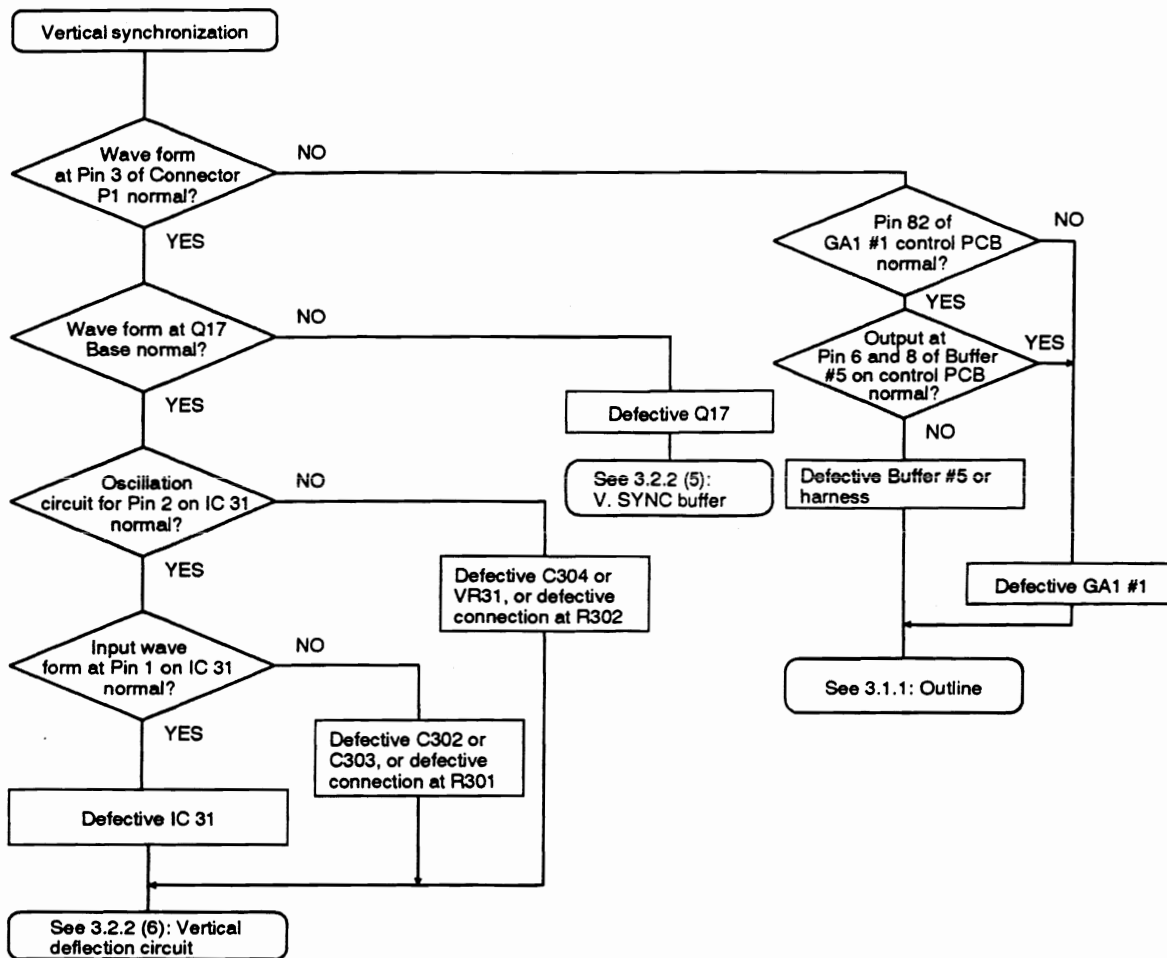 Vertical synchronization
Wave form
at Pin 3 of Connector
P1 normal?
NO
YES
Pin 82 of
GA1 #1 control PCB
normal?
NO
YES
Wave form at Q17
Base normal?
NO
YES
Output at
Pin 6 and 8 of Buffer
#5 on control PCB
normal?
YES
NO
Defective Q17
See 3.2.2 (5):
V. SYNC buffer
Defective Buffer #5 or
harness
Osciliation
circuit for Pin 2 on IC 31
normal?
NO
YES
Defective C304 or
VR31, or defective
connection at R302
Defective GA1 #1
Input wave
form at Pin 1 on IC 31
normal?
NO
YES
See 3.1.1: Outline
Defective C302 or
C303, or defective
connection at R301
Defective IC 31
See 3.2.2 (6): Vertical
deflection circuit